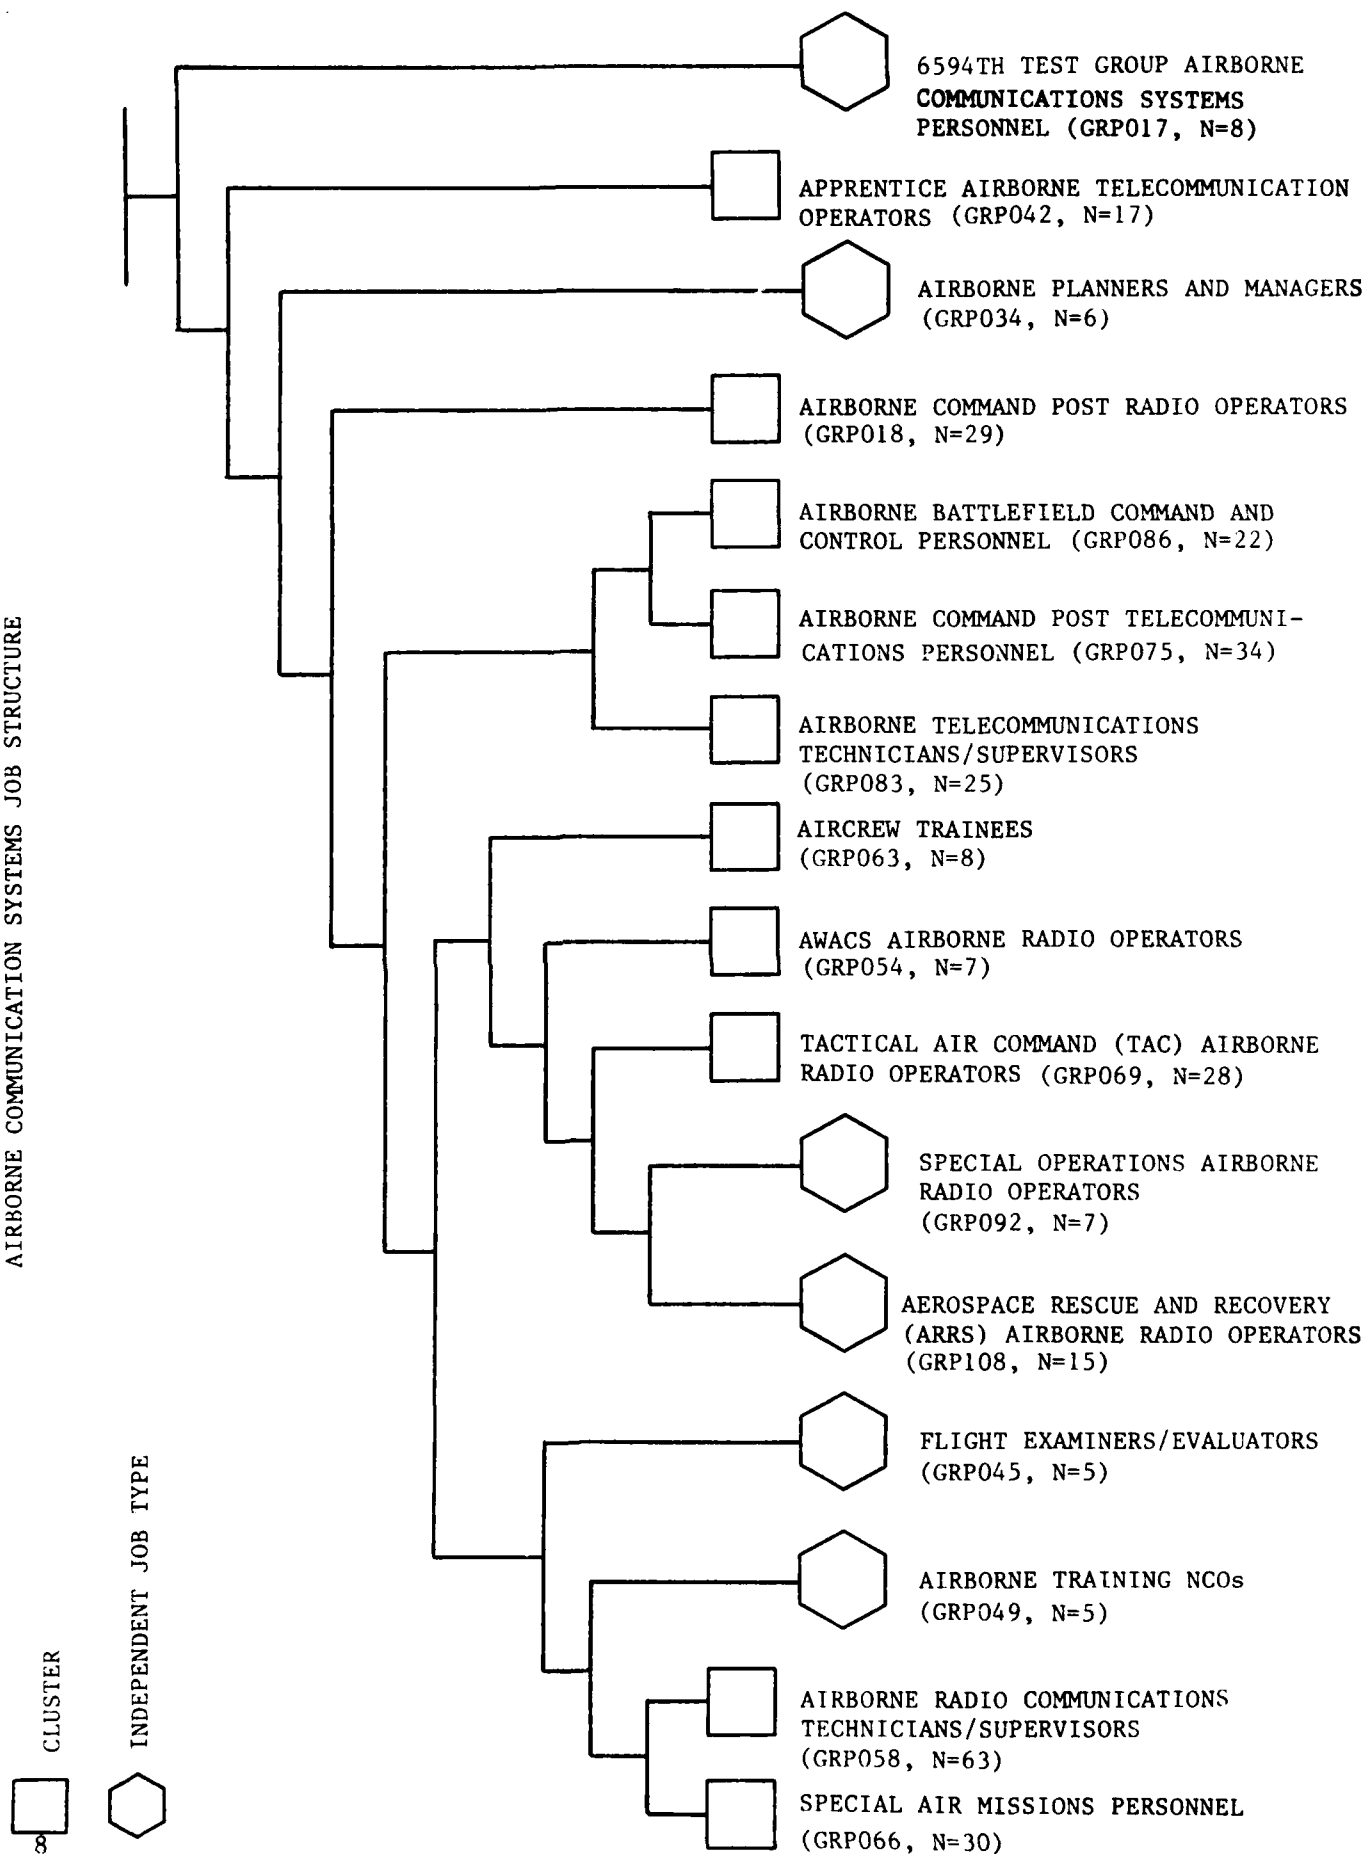 AIRBORNE COMMUNICATION SYSTEMS JOB STRUCTURE
6594TH TEST GROUP AIRBORNE
COMMUNICATIONS SYSTEMS
PERSONNEL (GRP017, N=8)
APPRENTICE AIRBORNE TELECOMMUNICATION
OPERATORS (GRP042, N=17)
AIRBORNE PLANNERS AND MANAGERS
(GRP034, N=6)
AIRBORNE COMMAND POST RADIO OPERATORS
(GRP018, N=29)
AIRBORNE BATTLEFIELD COMMAND AND
CONTROL PERSONNEL (GRP086, N=22)
AIRBORNE COMMAND POST TELECOMMUNI-
CATIONS PERSONNEL (GRP075, N=34)
AIRBORNE TELECOMMUNICATIONS
TECHNICIANS/SUPERVISORS
(GRP083, N=25)
AIRCREW TRAINEES
(GRP063, N=8)
AWACS AIRBORNE RADIO OPERATORS
(GRP054, N=7)
TACTICAL AIR COMMAND (TAC) AIRBORNE
RADIO OPERATORS (GRP069, N=28)
SPECIAL OPERATIONS AIRBORNE
RADIO OPERATORS
(GRP092, N=7)
AEROSPACE RESCUE AND RECOVERY
(ARRS) AIRBORNE RADIO OPERATORS
(GRP108, N=15)
FLIGHT EXAMINERS/EVALUATORS
(GRP045, N=5)
AIRBORNE TRAINING NCOs
(GRP049, N=5)
AIRBORNE RADIO COMMUNICATIONS
TECHNICIANS/SUPERVISORS
(GRP058, N=63)
SPECIAL AIR MISSIONS PERSONNEL
(GRP066, N=30)
CLUSTER
INDEPENDENT JOB TYPE
8